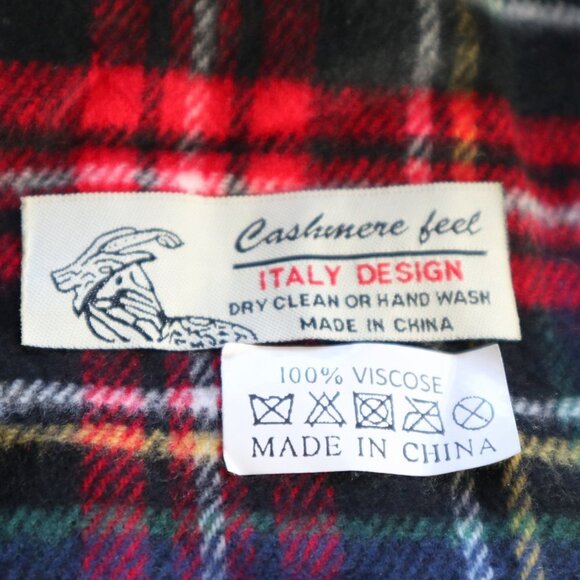 Cashmere feel
ITALY DESIGN
DRY CLEAN OR HAND WASH
MADE IN CHINA
100% VISCOSE
MADE IN CHINA